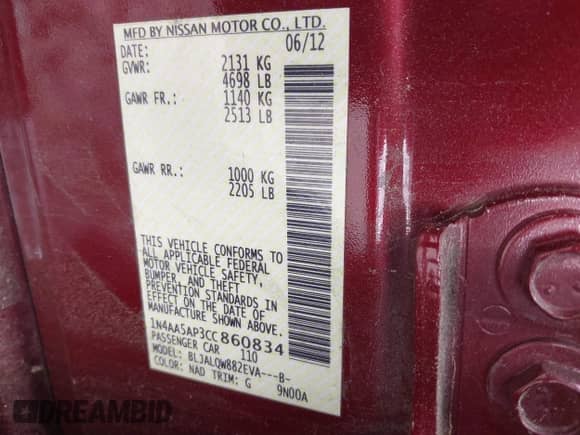 MFD BY NISSAN MOTOR CO., LTD.
DATE: 06/12
GVWR: 2131 KG
4698 LB
GAWR FR.: 1140 KG
2513 LB
GAWR RR.: 1000 KG
2205 LB
THIS VEHICLE CONFORMS TO
ALL APPLICABLE FEDERAL
MOTOR VEHICLE SAFETY,
BUMPER, AND THEFT
PREVENTION STANDARDS IN
EFFECT ON THE DATE OF
MANUFACTURE SHOWN ABOVE.
1N4AA5AP3CC860834
PASSENGER CAR 110
MODEL: BLJALQW882EVA---B-
COLOR: NAD TRIM: G 9N00A
DREAMBID